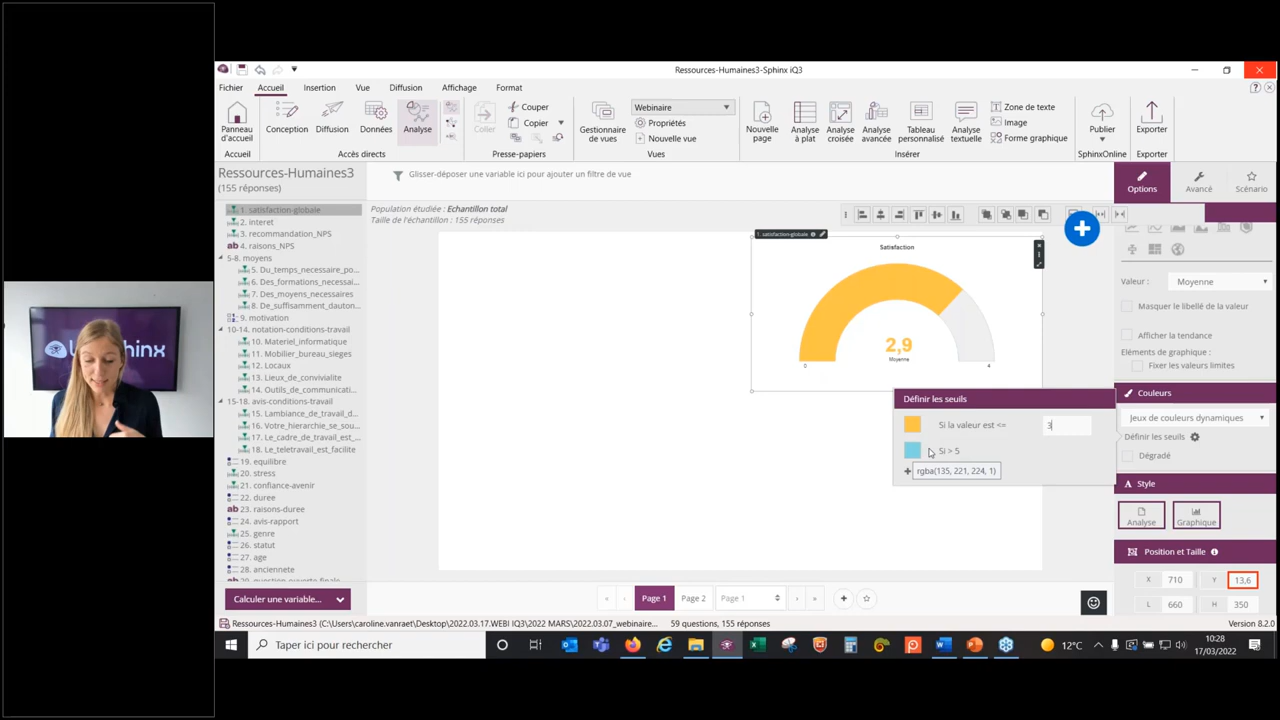 Ressources-Humaines3-Sphinx iQ3
Fichier Accueil Insertion Vue Diffusion Affichage Format
Panneau d'accueil
Conception Diffusion Données Analyse
Coller
Couper
Copier
Gestionnaire de vues
Webinaire
Propriétés
Nouvelle vue
Nouvelle page
Analyse à plat
Analyse croisée
Analyse avancée
Tableau personnalisé
Analyse textuelle
Zone de texte
Image
Forme graphique
Publier
Exporter
Accueil Accès directs Presse-papiers Vues Insérer SphinxOnline Exporter
Ressources-Humaines3
(155 réponses)
Glisser-déposer une variable ici pour ajouter un filtre de vue
Options Avancé Scénario
Population étudiée : Echantillon total
Taille de l'échantillon : 155 réponses
1. satisfaction-globale
2. interet
3. recommandation_NPS
4. raisons_NPS
5-8. moyens
5. Du_temps_necessaire_po...
6. Des_formations_necessai...
7. Des_moyens_necessaires
8. De_suffisamment_dauton...
9. motivation
10-14. notation-conditions-travail
10. Materiel_informatique
11. Mobilier_bureau_sieges
12. Locaux
13. Lieux_de_convivialite
14. Outils_de_communicati...
15-18. avis-conditions-travail
15. Lambiance_de_travail_d...
16. Votre_hierarchie_se_sou...
17. Le_cadre_de_travail_est_...
18. Le_teletravail_est_facilite
19. equilibre
20. stress
21. confiance-avenir
22. duree
23. raisons-duree
24. avis-rapport
25. genre
26. statut
27. age
28. anciennete
1. satisfaction-globale
Satisfaction
2,9
Moyenne
0 4
Définir les seuils
Si la valeur est <= 3
Si > 5
rgba(135, 221, 224, 1)
Valeur : Moyenne
Masquer le libellé de la valeur
Afficher la tendance
Eléments de graphique :
Fixer les valeurs limites
Couleurs
Jeux de couleurs dynamiques
Définir les seuils
Dégradé
Style
Analyse Graphique
Position et Taille
X 710 Y 13,6
L 660 H 350
Calculer une variable...
Page 1 Page 2 Page 1
Ressources-Humaines3 (C:\users\caroline.vanraet\Desktop\2022.03.17.WEBI IQ3\2022 MARS\2022.03.07_webinaire... 59 questions, 155 réponses
Version 8.2.0
Taper ici pour rechercher
12°C
10:28
17/03/2022